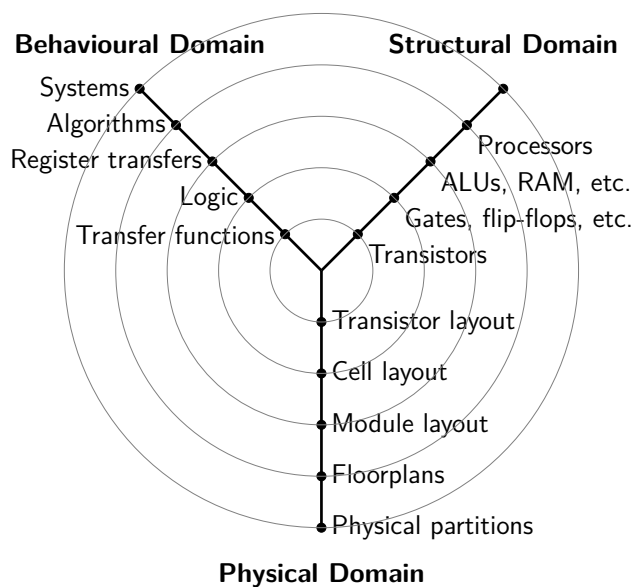 Behavioural Domain
Structural Domain
Systems
Algorithms
Register transfers
Logic
Transfer functions
Processors
ALUs, RAM, etc.
Gates, flip-flops, etc.
Transistors
Transistor layout
Cell layout
Module layout
Floorplans
Physical partitions
Physical Domain